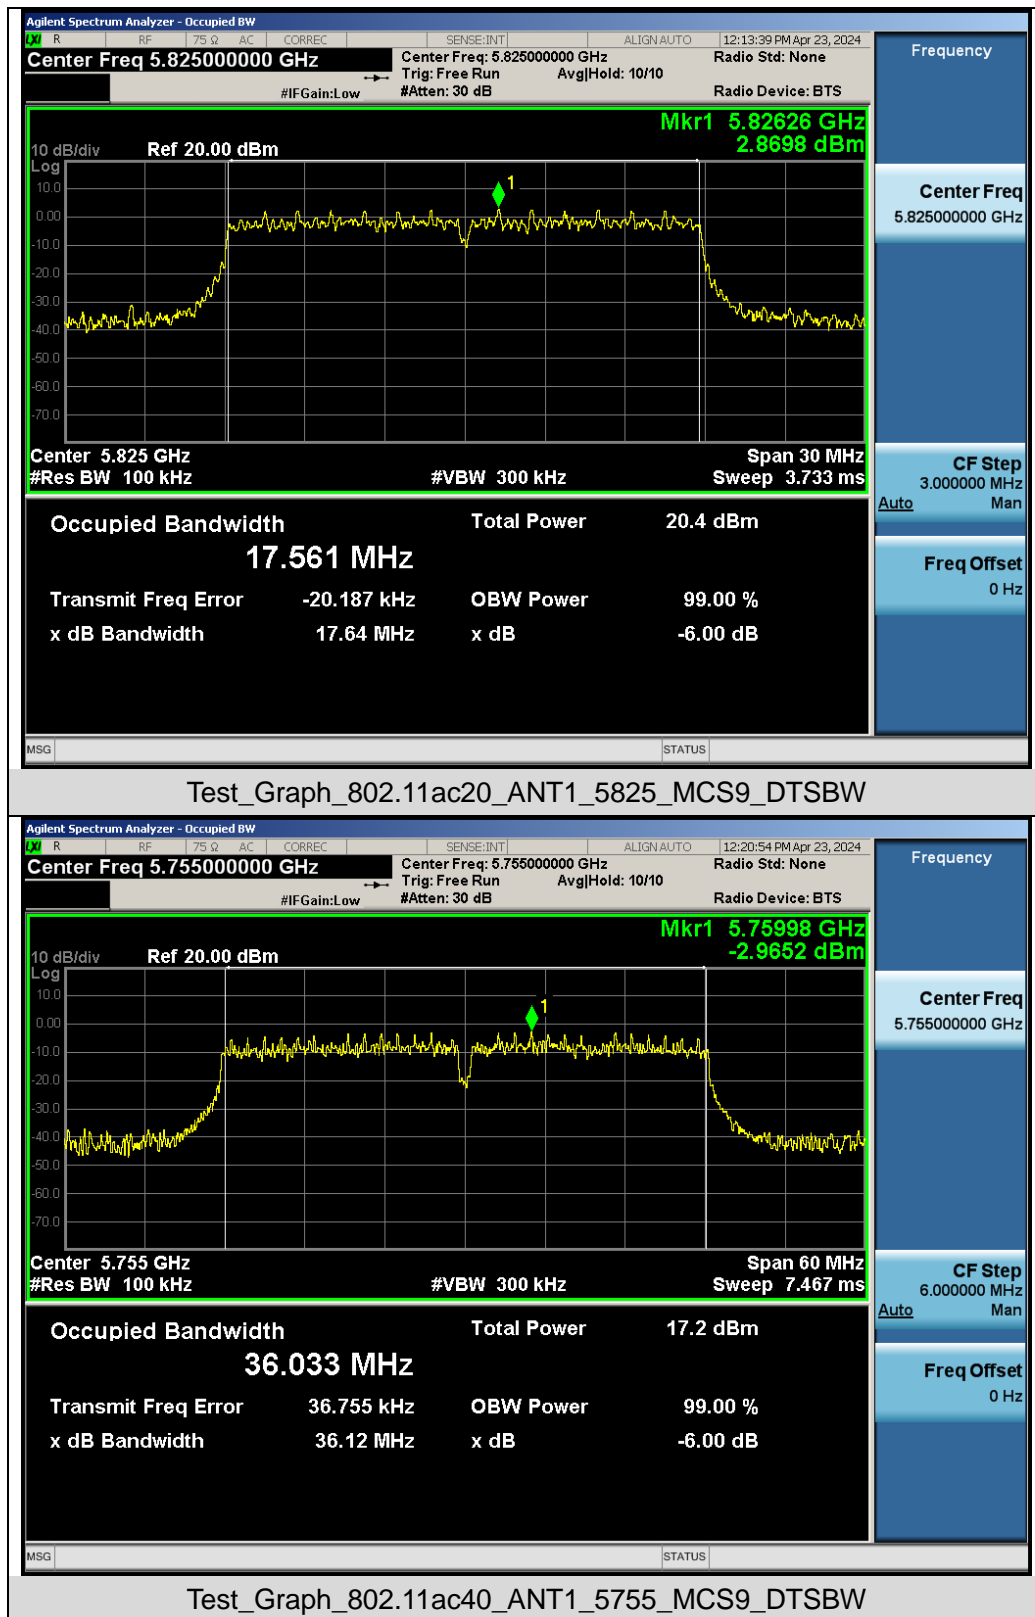 Agilent Spectrum Analyzer - Occupied BW
LXI R RF 75 Ω AC CORREC SENSE:INT ALIGN AUTO 12:13:39 PM Apr 23, 2024
Center Freq 5.825000000 GHz
Center Freq: 5.825000000 GHz
Radio Std: None
Trig: Free Run Avg|Hold: 10/10
#IFGain:Low
#Atten: 30 dB
Radio Device: BTS
Frequency
Mkr1 5.82626 GHz
2.8698 dBm
10 dB/div Ref 20.00 dBm
Log
10.0
0.00
-10.0
-20.0
-30.0
-40.0
-50.0
-60.0
-70.0
1
Center 5.825 GHz Span 30 MHz
#Res BW 100 kHz #VBW 300 kHz Sweep 3.733 ms
Center Freq
5.825000000 GHz
CF Step
3.000000 MHz
Auto Man
Freq Offset
0 Hz
Occupied Bandwidth Total Power 20.4 dBm
17.561 MHz
Transmit Freq Error -20.187 kHz OBW Power 99.00 %
x dB Bandwidth 17.64 MHz x dB -6.00 dB
MSG STATUS
Test_Graph_802.11ac20_ANT1_5825_MCS9_DTSBW
Agilent Spectrum Analyzer - Occupied BW
LXI R RF 75 Ω AC CORREC SENSE:INT ALIGN AUTO 12:20:54 PM Apr 23, 2024
Center Freq 5.755000000 GHz
Center Freq: 5.755000000 GHz
Radio Std: None
Trig: Free Run Avg|Hold: 10/10
#IFGain:Low
#Atten: 30 dB
Radio Device: BTS
Frequency
Mkr1 5.75998 GHz
-2.9652 dBm
10 dB/div Ref 20.00 dBm
Log
10.0
0.00
-10.0
-20.0
-30.0
-40.0
-50.0
-60.0
-70.0
1
Center 5.755 GHz Span 60 MHz
#Res BW 100 kHz #VBW 300 kHz Sweep 7.467 ms
Center Freq
5.755000000 GHz
CF Step
6.000000 MHz
Auto Man
Freq Offset
0 Hz
Occupied Bandwidth Total Power 17.2 dBm
36.033 MHz
Transmit Freq Error 36.755 kHz OBW Power 99.00 %
x dB Bandwidth 36.12 MHz x dB -6.00 dB
MSG STATUS
Test_Graph_802.11ac40_ANT1_5755_MCS9_DTSBW